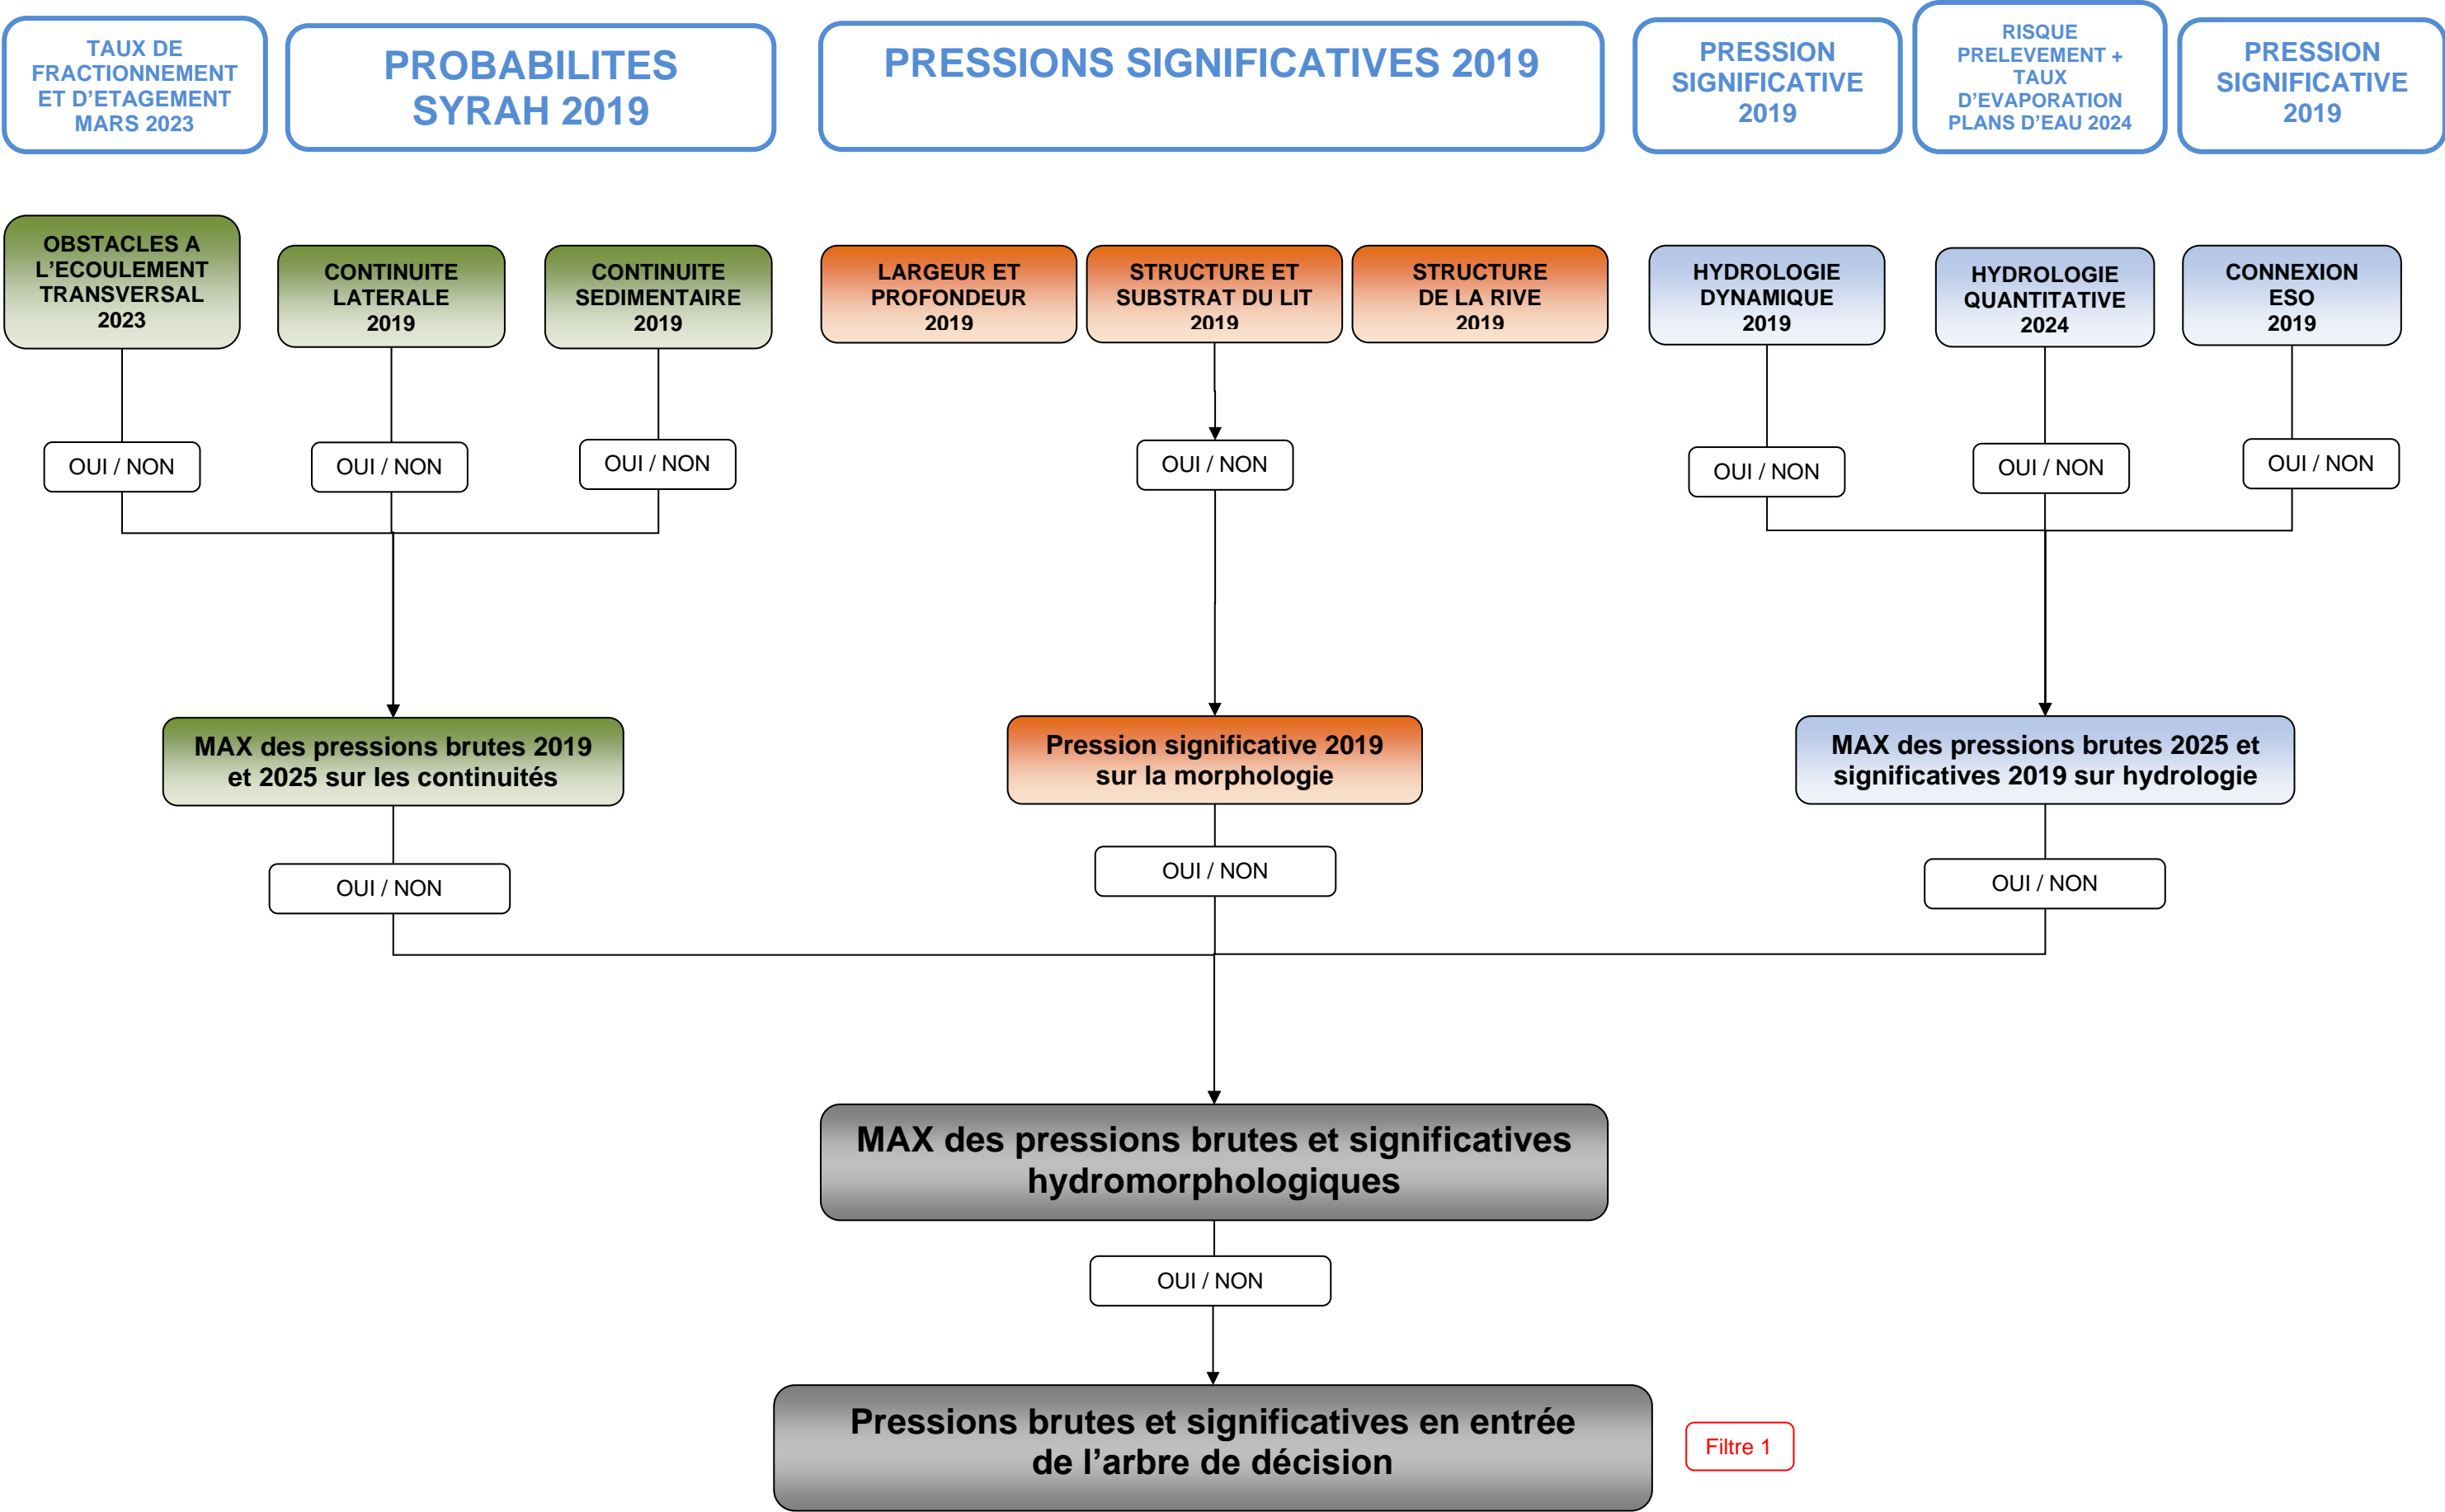 TAUX DE
FRACTIONNEMENT
ET D'ETAGEMENT
MARS 2023
PROBABILITES
SYRAH 2019
PRESSIONS SIGNIFICATIVES 2019
PRESSION
SIGNIFICATIVE
2019
RISQUE
PRELEVEMENT +
TAUX
D'EVAPORATION
PLANS D'EAU 2024
PRESSION
SIGNIFICATIVE
2019
OBSTACLES A
L'ECOULEMENT
TRANSVERSAL
2023
CONTINUITE
LATERALE
2019
CONTINUITE
SEDIMENTAIRE
2019
LARGEUR ET
PROFONDEUR
2019
STRUCTURE ET
SUBSTRAT DU LIT
2019
STRUCTURE
DE LA RIVE
2019
HYDROLOGIE
DYNAMIQUE
2019
HYDROLOGIE
QUANTITATIVE
2024
CONNEXION
ESO
2019
OUI / NON
OUI / NON
OUI / NON
OUI / NON
OUI / NON
OUI / NON
OUI / NON
MAX des pressions brutes 2019
et 2025 sur les continuités
Pression significative 2019
sur la morphologie
MAX des pressions brutes 2025 et
significatives 2019 sur hydrologie
OUI / NON
OUI / NON
OUI / NON
MAX des pressions brutes et significatives
hydromorphologiques
OUI / NON
Pressions brutes et significatives en entrée
de l'arbre de décision
Filtre 1